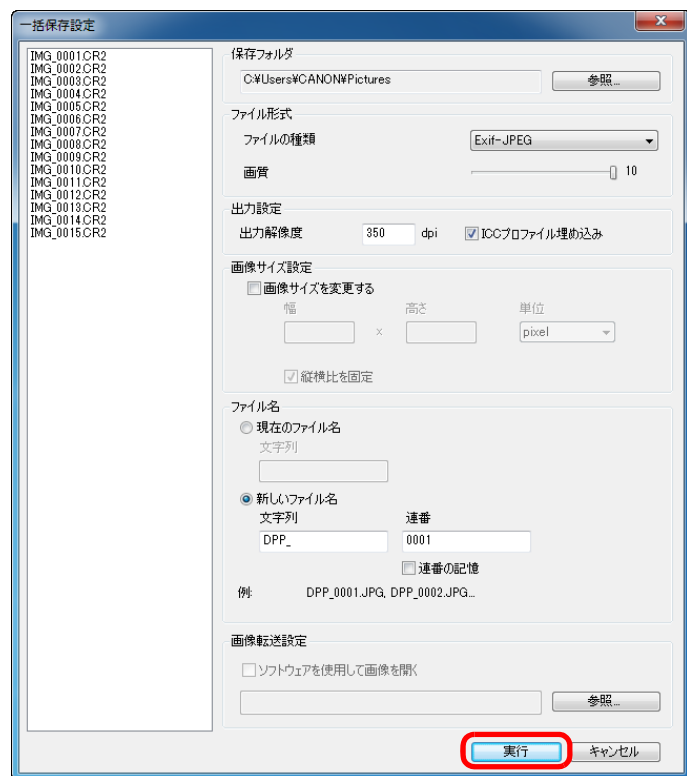 一括保存設定
IMG_0001.CR2
IMG_0002.CR2
IMG_0003.CR2
IMG_0004.CR2
IMG_0005.CR2
IMG_0006.CR2
IMG_0007.CR2
IMG_0008.CR2
IMG_0009.CR2
IMG_0010.CR2
IMG_0011.CR2
IMG_0012.CR2
IMG_0013.CR2
IMG_0014.CR2
IMG_0015.CR2
保存フォルダ
C:¥Users¥CANON¥Pictures 参照...
ファイル形式
ファイルの種類 Exif-JPEG
画質 10
出力設定
出力解像度 350 dpi ICCプロファイル埋め込み
画像サイズ設定
画像サイズを変更する
幅 高さ 単位
× pixel
縦横比を固定
ファイル名
現在のファイル名
文字列
新しいファイル名
文字列 連番
DPP_ 0001
連番の記憶
例: DPP_0001.JPG, DPP_0002.JPG...
画像転送設定
ソフトウェアを使用して画像を開く
参照...
実行 キャンセル